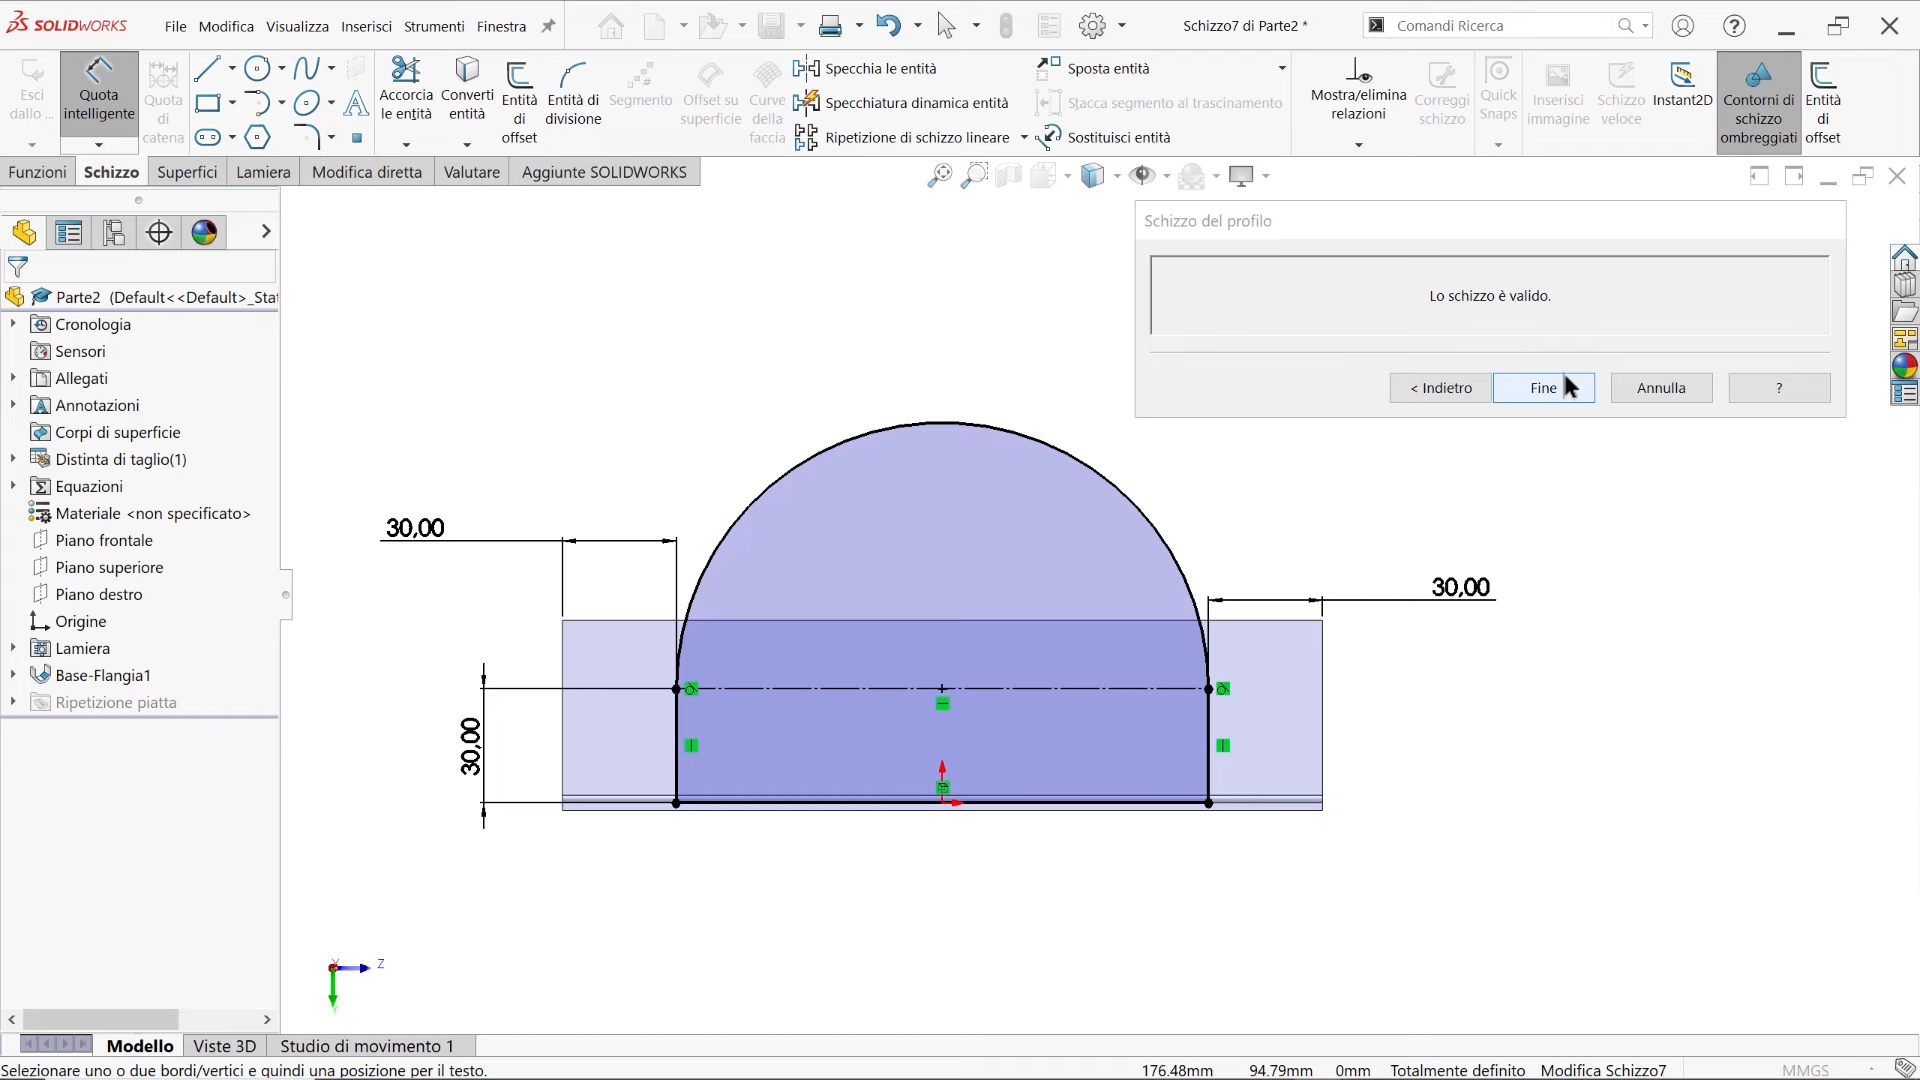 SOLIDWORKS
File Modifica Visualizza Inserisci Strumenti Finestra
Schizzo7 di Parte2 *
Comandi Ricerca
Esci dallo ...
Quota intelligente
Quota di catena
Accorcia le entità
Converti entità
Entità di offset
Entità di divisione
Segmento
Offset su superficie
Curve della faccia
Specchia le entità
Specchiatura dinamica entità
Ripetizione di schizzo lineare
Sposta entità
Stacca segmento al trascinamento
Sostituisci entità
Mostra/elimina relazioni
Correggi schizzo
Quick Snaps
Inserisci immagine
Schizzo veloce
Instant2D
Contorni di schizzo ombreggiati
Entità di offset
Funzioni Schizzo Superfici Lamiera Modifica diretta Valutare Aggiunte SOLIDWORKS
Parte2 (Default<<Default>_Stat
Cronologia
Sensori
Allegati
Annotazioni
Corpi di superficie
Distinta di taglio(1)
Equazioni
Materiale <non specificato>
Piano frontale
Piano superiore
Piano destro
Origine
Lamiera
Base-Flangia1
Ripetizione piatta
Schizzo del profilo
Lo schizzo è valido.
< Indietro Fine Annulla ?
30,00
30,00
30,00
Z
Y
Modello Viste 3D Studio di movimento 1
Selezionare uno o due bordi/vertici e quindi una posizione per il testo.
176.48mm 94.79mm 0mm Totalmente definito Modifica Schizzo7 MMGS